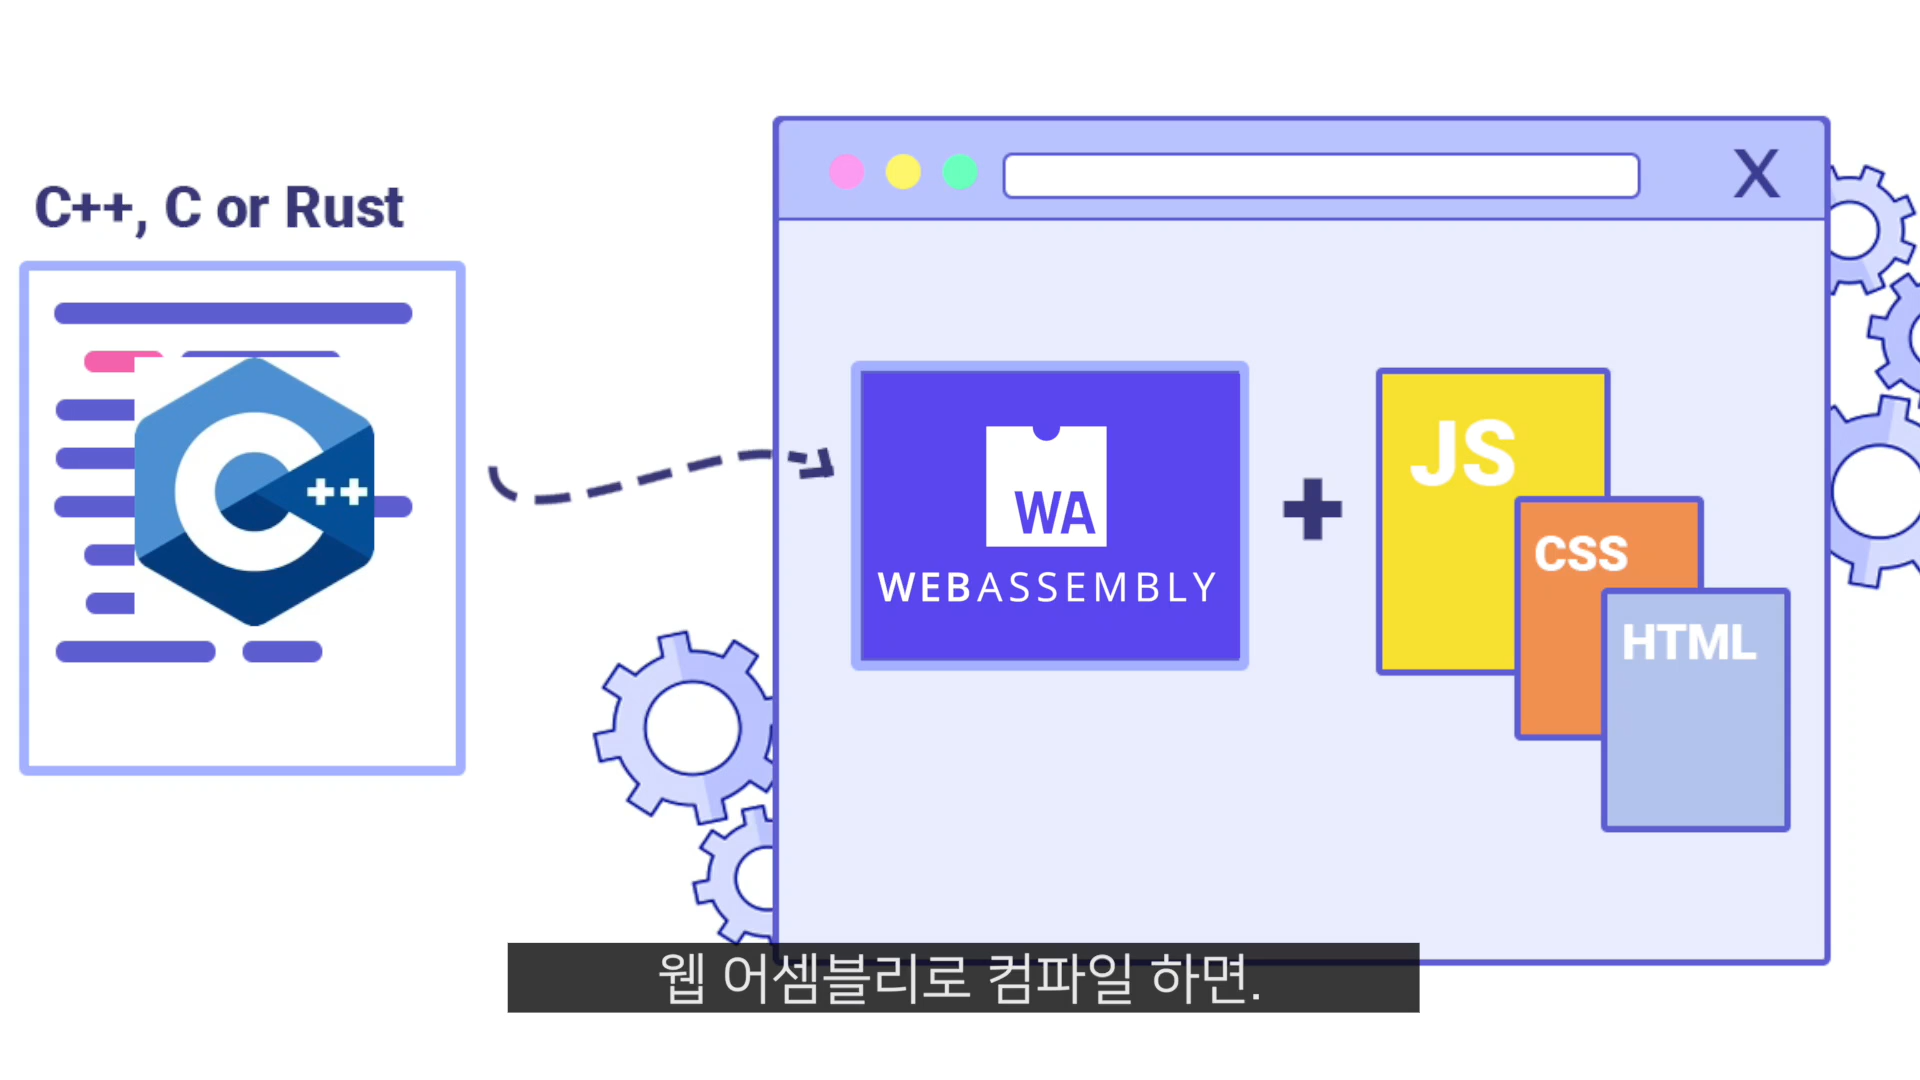 C++, C or Rust
C++
X
WA
WEBASSEMBLY
+
JS
CSS
HTML
웹 어셈블리로 컴파일 하면.